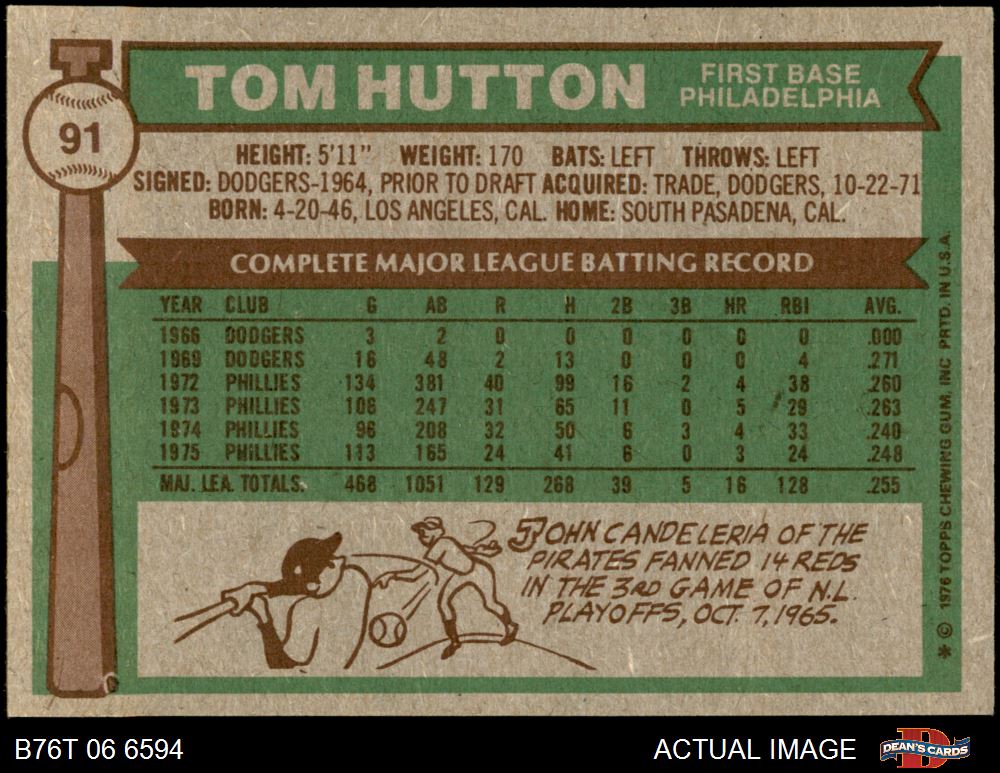 91
TOM HUTTON
FIRST BASE
PHILADELPHIA
HEIGHT: 5'11" WEIGHT: 170 BATS: LEFT THROWS: LEFT
SIGNED: DODGERS-1964, PRIOR TO DRAFT ACQUIRED: TRADE, DODGERS, 10-22-71
BORN: 4-20-46, LOS ANGELES, CAL. HOME: SOUTH PASADENA, CAL.
COMPLETE MAJOR LEAGUE BATTING RECORD
YEAR CLUB G AB R H 2B 3B HR RBI AVG.
1966 DODGERS 3 2 0 0 0 0 0 0 .000
1969 DODGERS 16 48 2 13 0 0 0 4 .271
1972 PHILLIES 134 381 40 99 16 2 4 38 .260
1973 PHILLIES 106 247 31 65 11 0 5 29 .263
1974 PHILLIES 96 208 32 50 6 3 4 33 .240
1975 PHILLIES 113 165 24 41 6 0 3 24 .248
MAJ. LEA. TOTALS. 468 1051 129 268 39 5 16 128 .255
JOHN CANDELERIA OF THE
PIRATES FANNED 14 REDS
IN THE 3RD GAME OF N.L.
PLAYOFFS, OCT. 7, 1965.
* © 1976 TOPPS CHEWING GUM, INC PRTD. IN U.S.A.
B76T 06 6594
ACTUAL IMAGE
DEAN'S CARDS